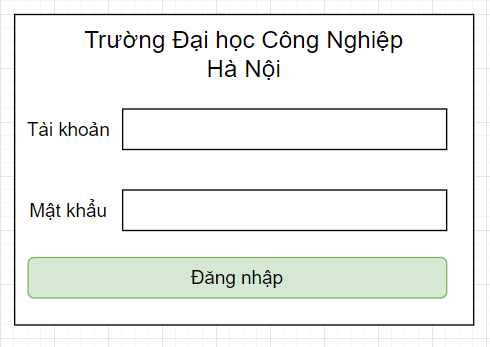 Trường Đại học Công Nghiệp
Hà Nội
Tài khoản
Mật khẩu
Đăng nhập